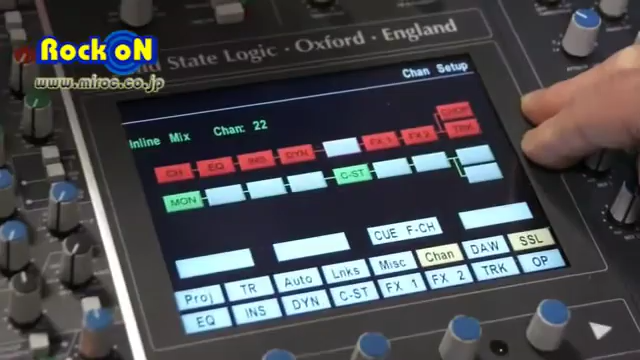 Rock oN
www.miroc.co.jp
Solid State Logic · Oxford · England
Chan Setup
Inline Mix Chan: 22
CHOP
CH EQ INS DYN FX 1 FX 2 TRK
MON C-ST
CUE F-CH
Proj TR Auto Lnks Misc Chan DAW SSL
EQ INS DYN C-ST FX 1 FX 2 TRK OP